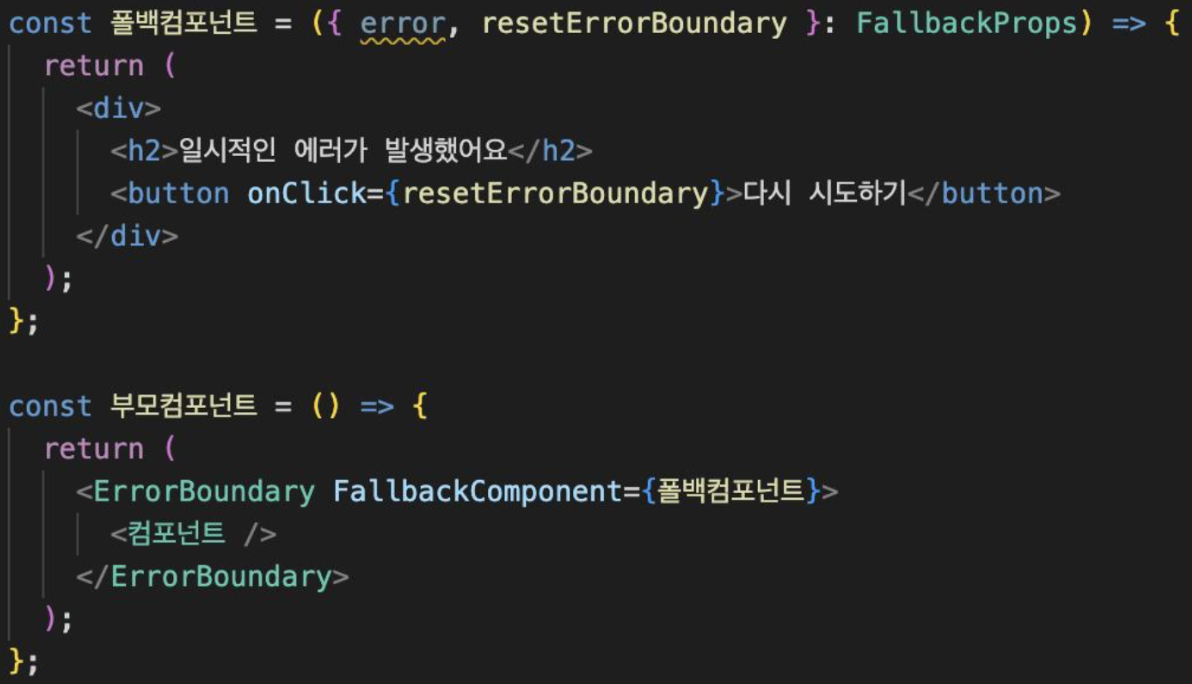 const 폴백컴포넌트 = ({ error, resetErrorBoundary }: FallbackProps) => {
  return (
    <div>
      <h2>일시적인 에러가 발생했어요</h2>
      <button onClick={resetErrorBoundary}>다시 시도하기</button>
    </div>
  );
};

const 부모컴포넌트 = () => {
  return (
    <ErrorBoundary FallbackComponent={폴백컴포넌트}>
      <컴포넌트 />
    </ErrorBoundary>
  );
};